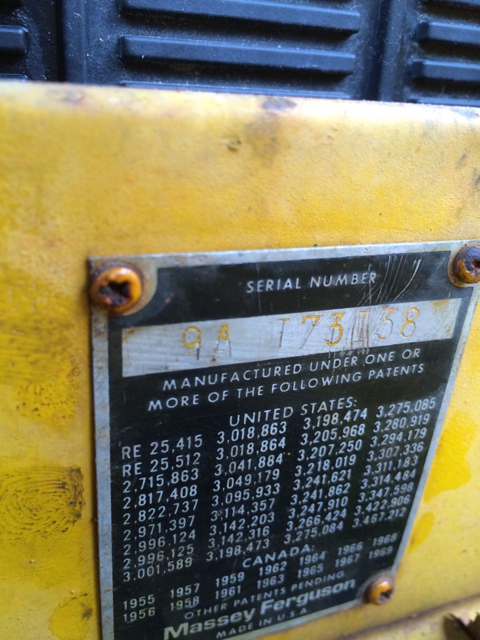 SERIAL NUMBER
9A 173138
MANUFACTURED UNDER ONE OR
MORE OF THE FOLLOWING PATENTS
UNITED STATES:
RE 25,415 3,018,863 3,198,474 3,275,085
RE 25,512 3,018,864 3,205,968 3,280,919
2,715,863 3,041,884 3,207,250 3,294,179
2,817,408 3,049,179 3,218,019 3,307,336
2,822,737 3,095,933 3,241,621 3,311,183
2,971,397 3,114,357 3,241,862 3,314,484
2,996,124 3,142,203 3,247,910 3,347,598
2,996,125 3,142,316 3,266,424 3,422,906
3,001,589 3,198,473 3,275,084 3,467,212
CANADA:
1955 1957 1959 1962 1964 1966 1968
1956 1958 1961 1963 1965 1967 1969
OTHER PATENTS PENDING
Massey Ferguson
MADE IN U.S.A